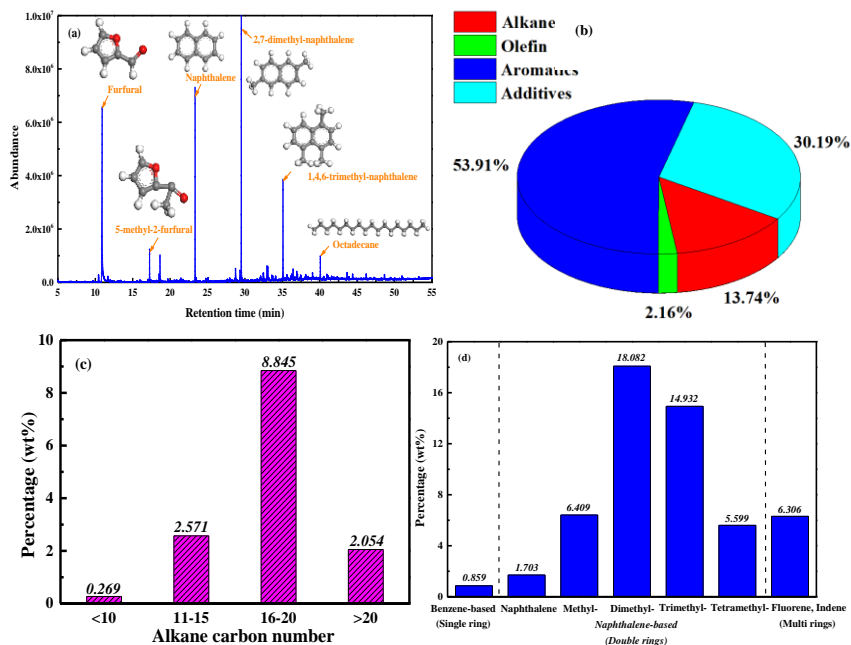 (a)
1.0x10⁷
8.0x10⁶
6.0x10⁶
4.0x10⁶
2.0x10⁶
0.0
Abundance
5 10 15 20 25 30 35 40 45 50 55
Retention time (min)
Furfural
Naphthalene
2,7-dimethyl-naphthalene
5-methyl-2-furfural
1,4,6-trimethyl-naphthalene
Octadecane
(b)
Alkane
Olefin
Aromatics
Additives
53.91%
30.19%
13.74%
2.16%
(c)
10
8
6
4
2
0
Percentage (wt%)
0.269
2.571
8.845
2.054
<10 11-15 16-20 >20
Alkane carbon number
(d)
20
16
12
8
4
0
Percentage (wt%)
0.859
1.703
6.409
18.082
14.932
5.599
6.306
Benzene-based Naphthalene Methyl- Dimethyl- Trimethyl- Tetramethyl- Fluorene, Indene
(Single ring) Naphthalene-based (Multi rings)
(Double rings)